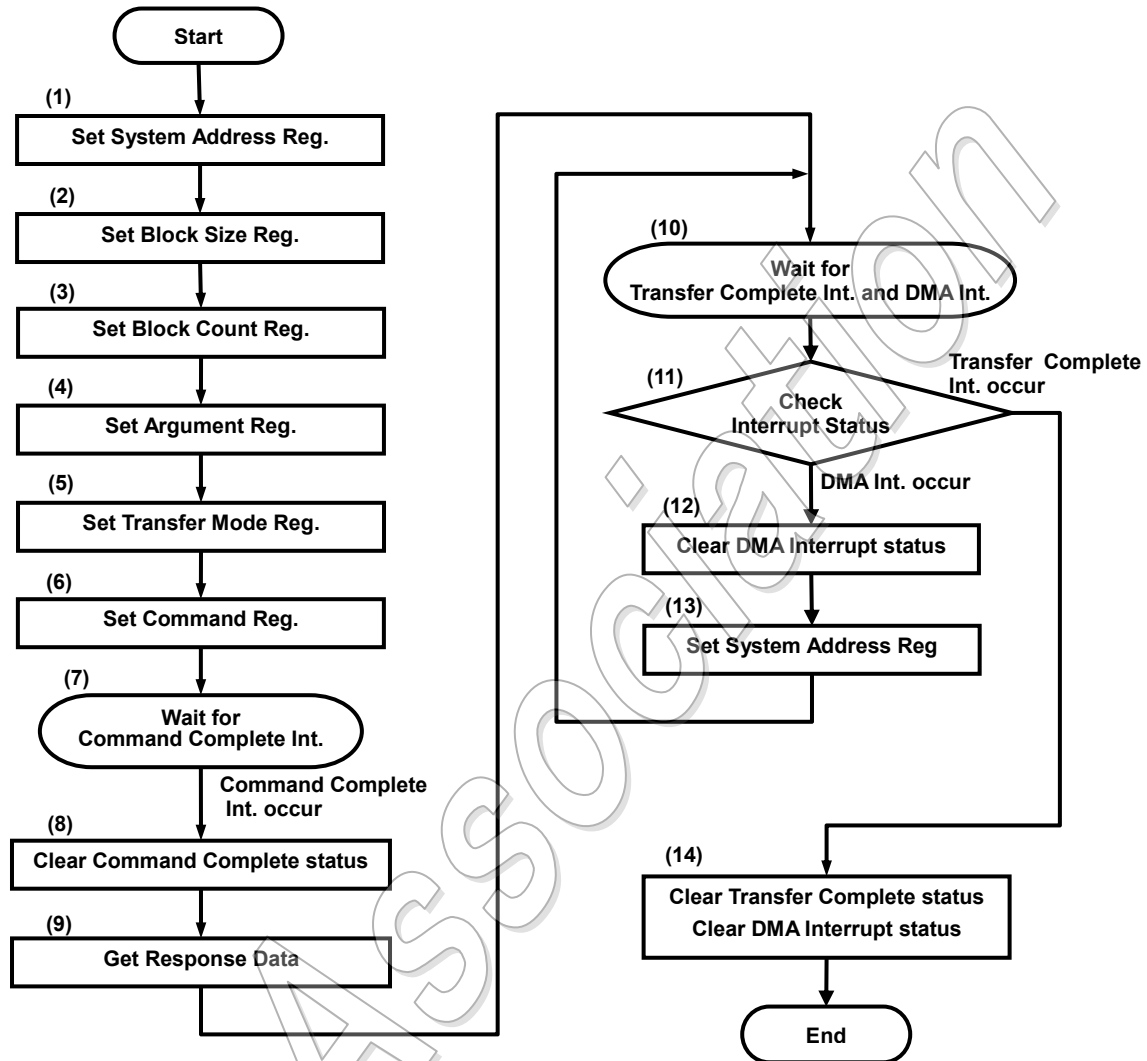 Start
(1)
Set System Address Reg.
(2)
Set Block Size Reg.
(3)
Set Block Count Reg.
(4)
Set Argument Reg.
(5)
Set Transfer Mode Reg.
(6)
Set Command Reg.
(7)
Wait for
Command Complete Int.
Command Complete
Int. occur
(8)
Clear Command Complete status
(9)
Get Response Data
(10)
Wait for
Transfer Complete Int. and DMA Int.
(11)
Check
Interrupt Status
Transfer Complete
Int. occur
DMA Int. occur
(12)
Clear DMA Interrupt status
(13)
Set System Address Reg
(14)
Clear Transfer Complete status
Clear DMA Interrupt status
End
Association